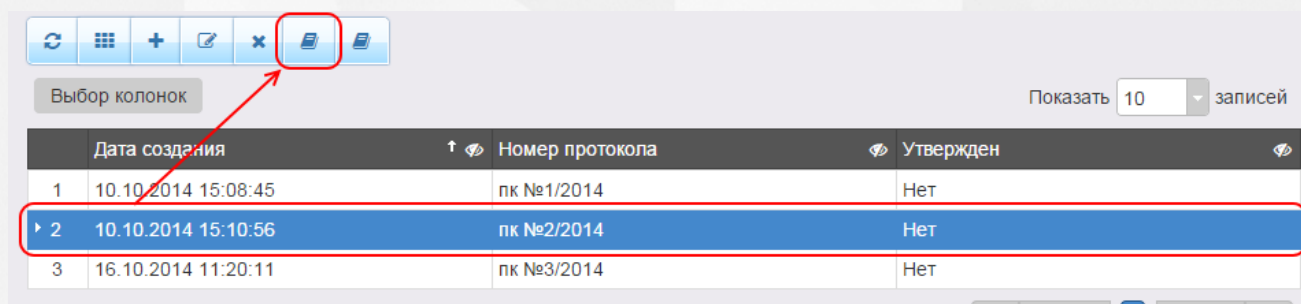 Выбор колонок
Показать 10 записей
Дата создания Номер протокола Утвержден
1 10.10.2014 15:08:45 пк №1/2014 Нет
2 10.10.2014 15:10:56 пк №2/2014 Нет
3 16.10.2014 11:20:11 пк №3/2014 Нет